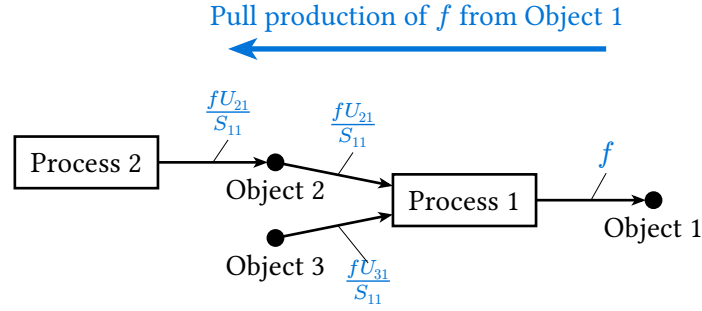 Pull production of f from Object 1
fU₂₁/S₁₁
fU₂₁/S₁₁
f
Process 2
Object 2
Process 1
Object 1
Object 3
fU₃₁/S₁₁